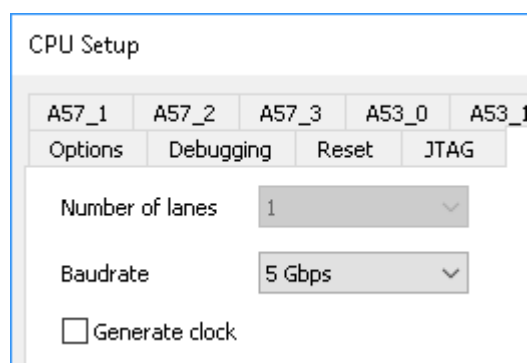 CPU Setup
A57_1 A57_2 A57_3 A53_0 A53_1
Options Debugging Reset JTAG
Number of lanes 1
Baudrate 5 Gbps
Generate clock